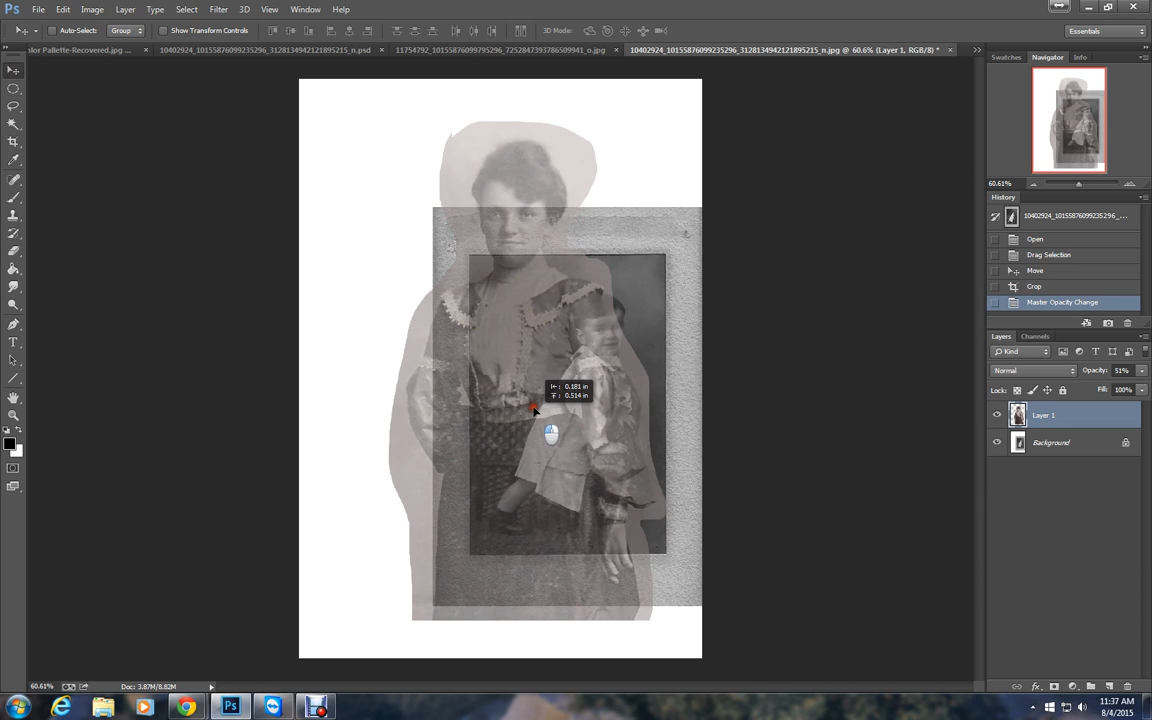 Ps File Edit Image Layer Type Select Filter 3D View Window Help
Auto-Select: Group Show Transform Controls 3D Mode: Essentials
olor Pallette-Recovered.jpg ... × 10402924_10155876099235296_3128134942121895215_n.psd × 11754792_10155876099795296_7252847393786509941_o.jpg × 10402924_10155876099235296_3128134942121895215_n.jpg @ 60.6% (Layer 1, RGB/8) * ×
Swatches Navigator Info
60.61%
History
10402924_10155876099235296_...
Open
Drag Selection
Move
Crop
Master Opacity Change
Layers Channels
Kind
Normal Opacity: 51%
Lock: Fill: 100%
Layer 1
Background
: 0.181 in
: 0.514 in
T
60.61% Doc: 3.87M/8.82M
Ps
11:37 AM
8/4/2015